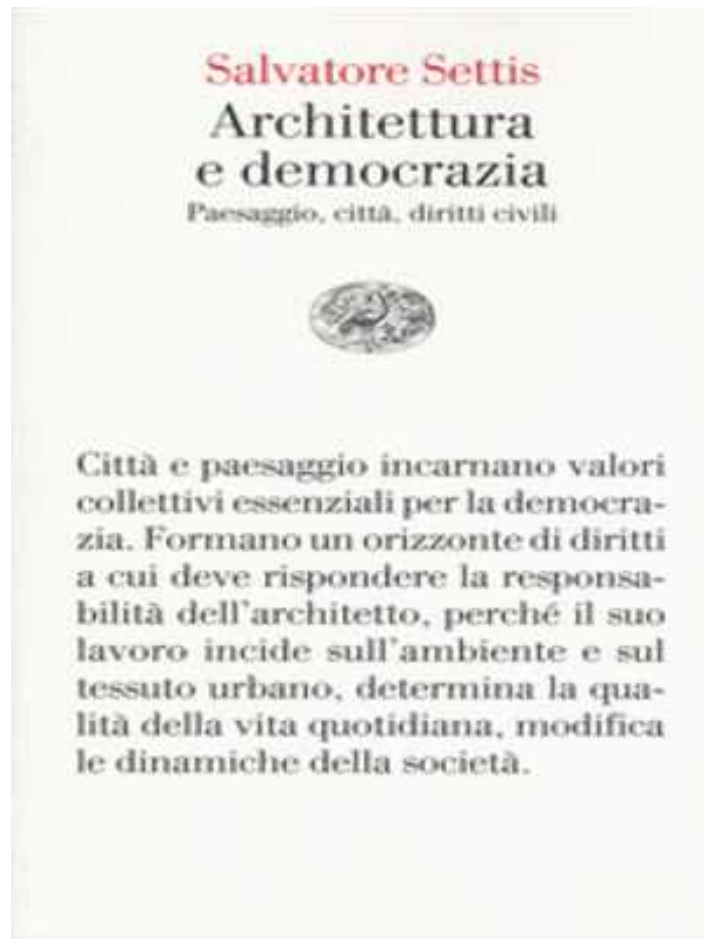 Salvatore Settis
Architettura
e democrazia
Paesaggio, città, diritti civili
Città e paesaggio incarnano valori
collettivi essenziali per la democra-
zia. Formano un orizzonte di diritti
a cui deve rispondere la responsa-
bilità dell'architetto, perché il suo
lavoro incide sull'ambiente e sul
tessuto urbano, determina la qua-
lità della vita quotidiana, modifica
le dinamiche della società.